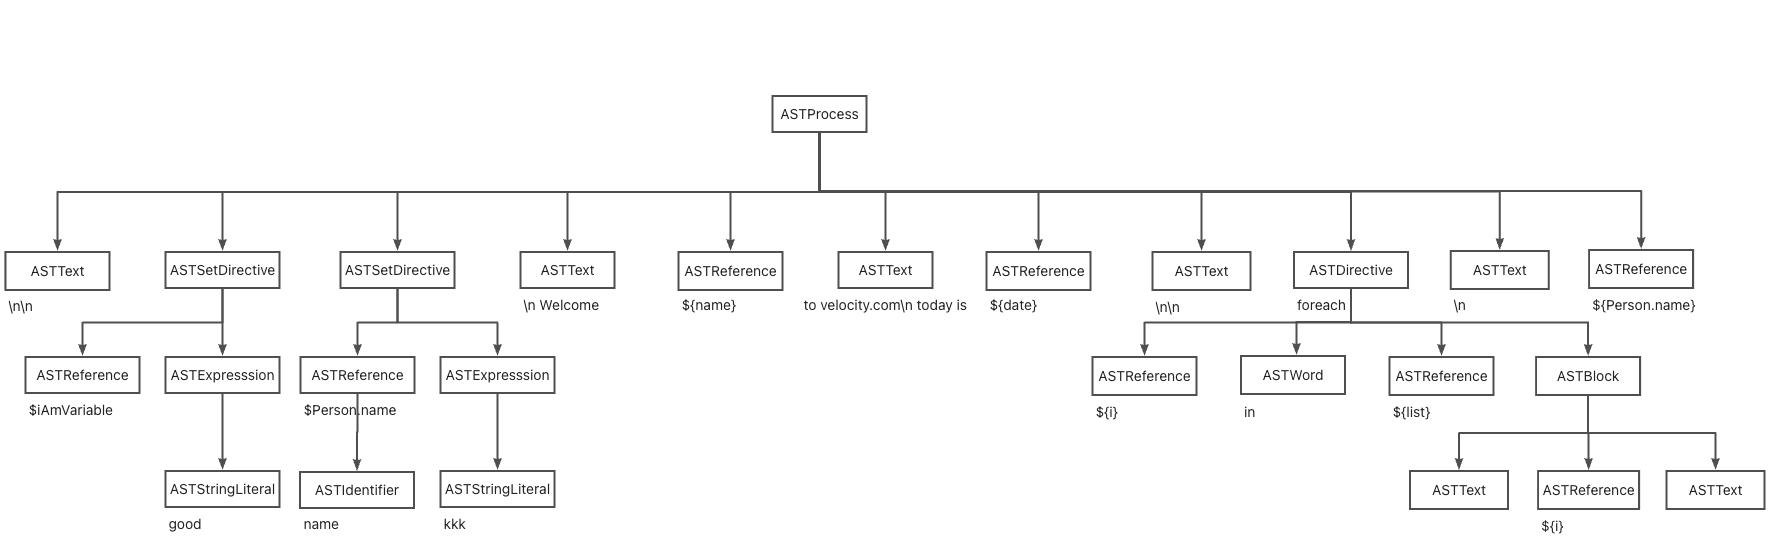 ASTProcess
ASTText ASTSetDirective ASTSetDirective ASTText ASTReference ASTText ASTReference ASTText ASTDirective ASTText ASTReference
\n\n \n Welcome ${name} to velocity.com\n today is ${date} \n\n foreach \n ${Person.name}
ASTReference ASTExpresssion ASTReference ASTExpresssion ASTReference ASTWord ASTReference ASTBlock
$iAmVariable $Person.name ${i} in ${list}
ASTStringLiteral ASTIdentifier ASTStringLiteral ASTText ASTReference ASTText
good name kkk ${i}